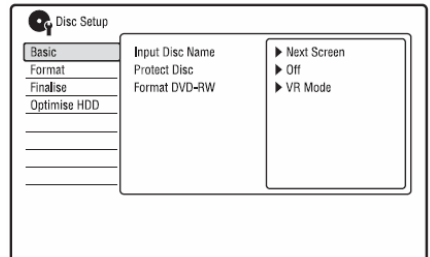 Disc Setup
Basic
Input Disc Name
Next Screen
Format
Protect Disc
Off
Finalise
Format DVD-RW
VR Mode
Optimise HDD